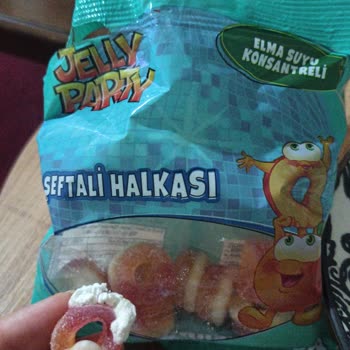 JELLY
PARTY
ELMA SUYU
KONSANTRELİ
ŞEFTALİ HALKASI